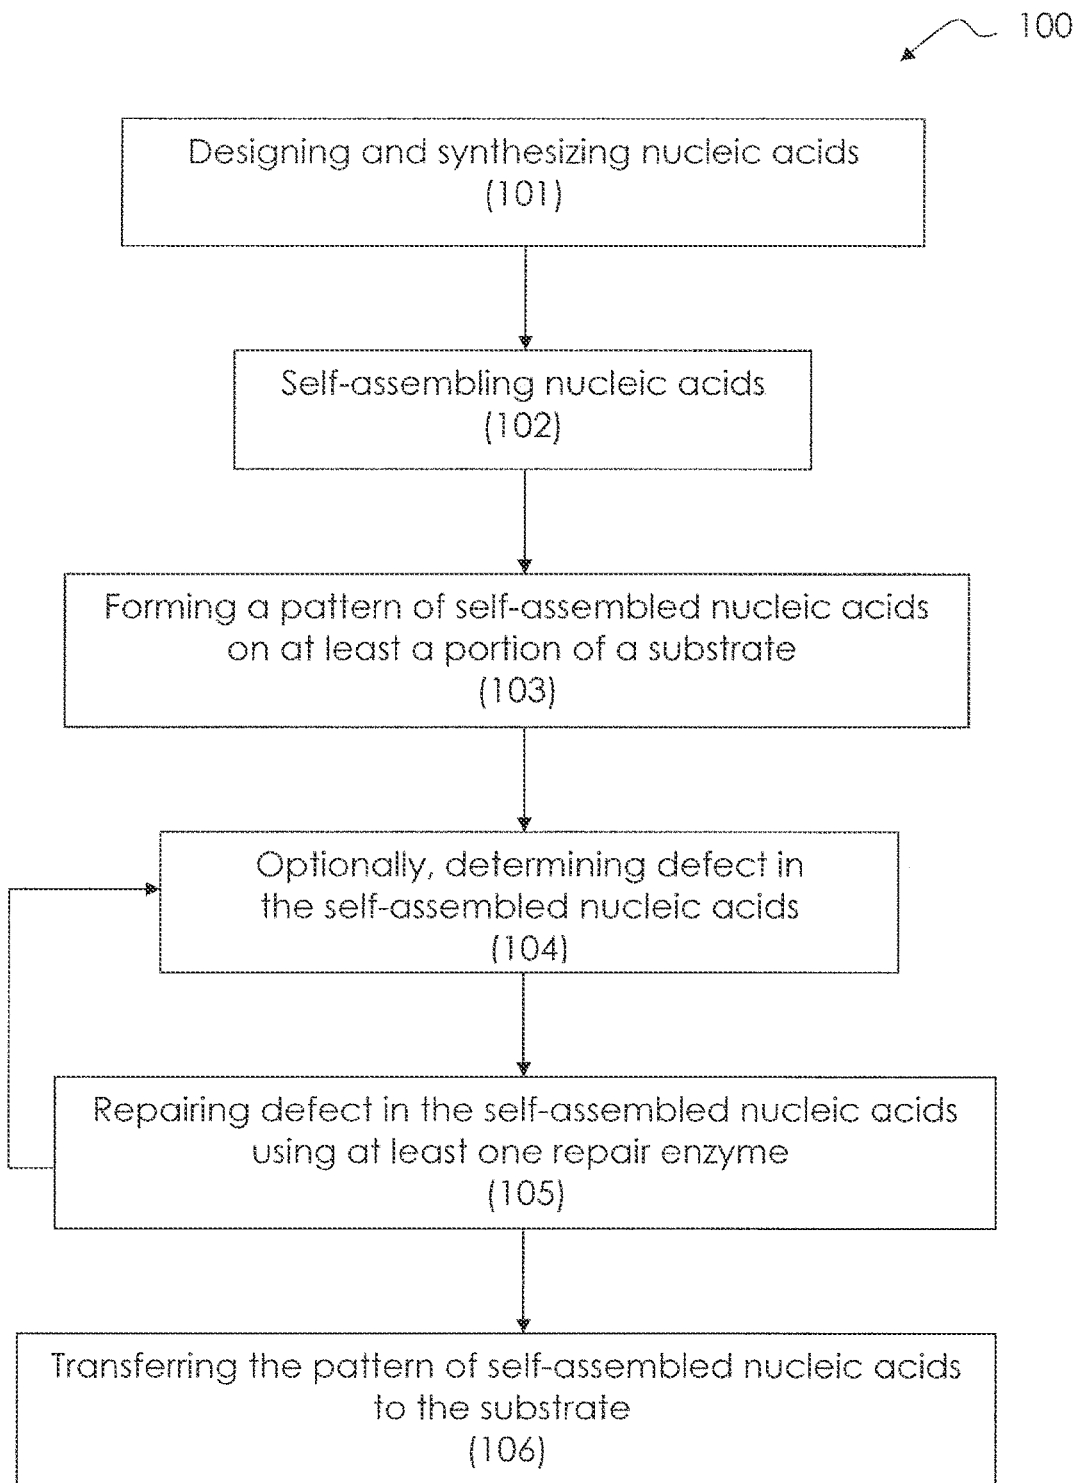 100
Designing and synthesizing nucleic acids
(101)
Self-assembling nucleic acids
(102)
Forming a pattern of self-assembled nucleic acids
on at least a portion of a substrate
(103)
Optionally, determining defect in
the self-assembled nucleic acids
(104)
Repairing defect in the self-assembled nucleic acids
using at least one repair enzyme
(105)
Transferring the pattern of self-assembled nucleic acids
to the substrate
(106)